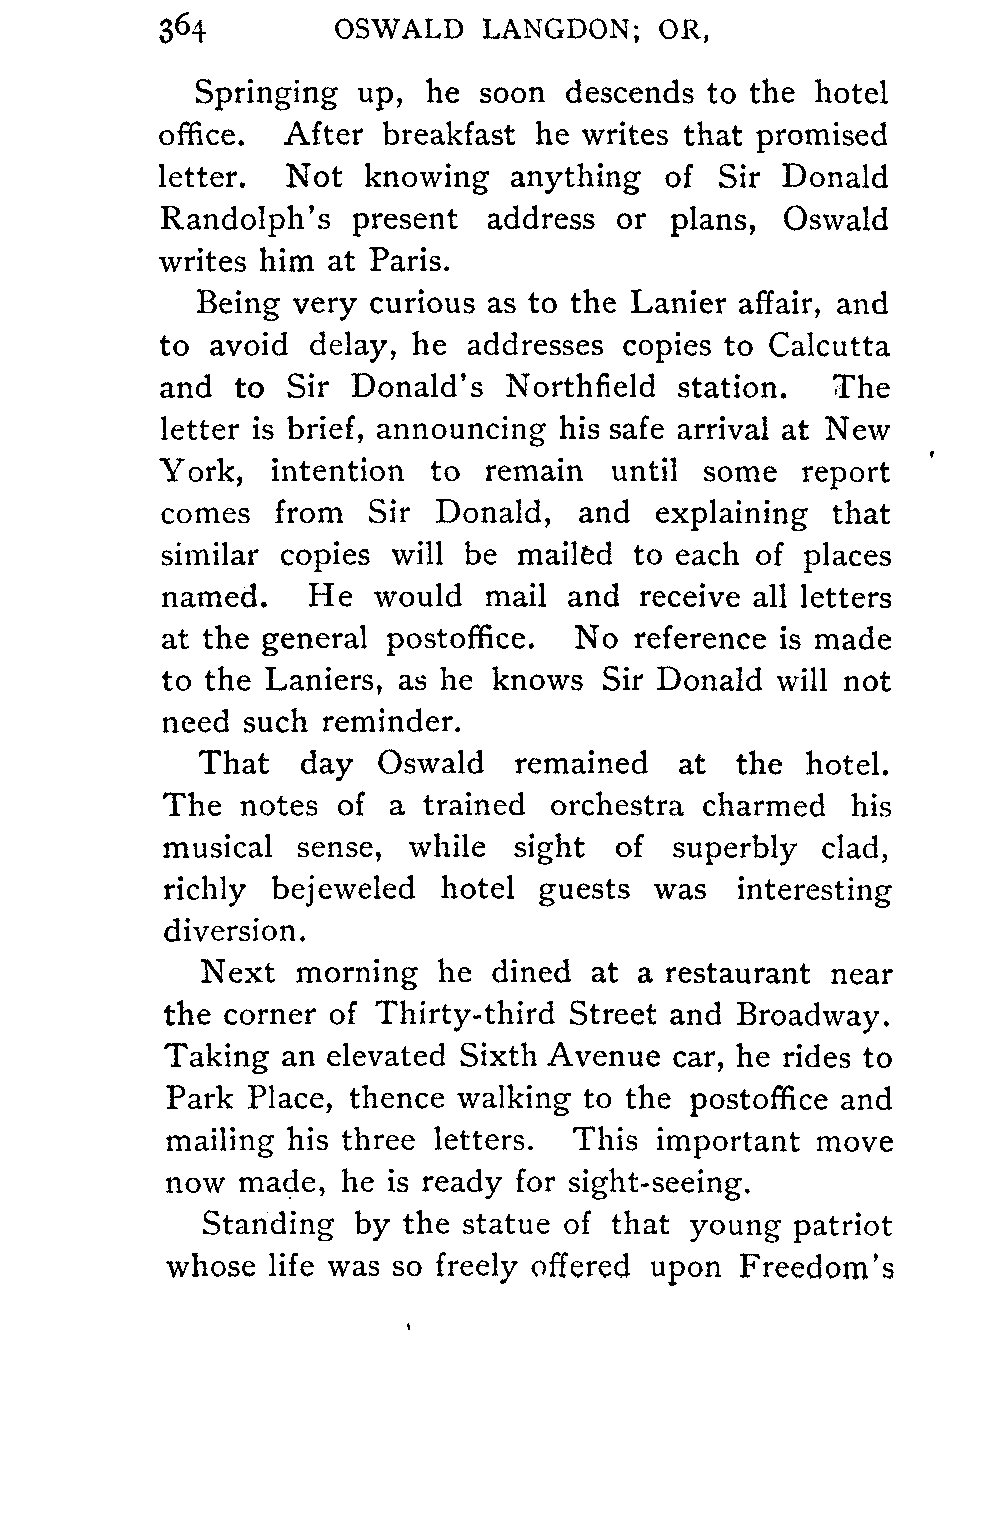 364 OSWALD LANGDON; OR,
Springing up, he soon descends to the hotel
office. After breakfast he writes that promised
letter. Not knowing anything of Sir Donald
Randolph's present address or plans, Oswald
writes him at Paris.
Being very curious as to the Lanier affair, and
to avoid delay, he addresses copies to Calcutta
and to Sir Donald's Northfield station. The
letter is brief, announcing his safe arrival at New
York, intention to remain until some report
comes from Sir Donald, and explaining that
similar copies will be mailed to each of places
named. He would mail and receive all letters
at the general postoffice. No reference is made
to the Laniers, as he knows Sir Donald will not
need such reminder.
That day Oswald remained at the hotel.
The notes of a trained orchestra charmed his
musical sense, while sight of superbly clad,
richly bejeweled hotel guests was interesting
diversion.
Next morning he dined at a restaurant near
the corner of Thirty-third Street and Broadway.
Taking an elevated Sixth Avenue car, he rides to
Park Place, thence walking to the postoffice and
mailing his three letters. This important move
now made, he is ready for sight-seeing.
Standing by the statue of that young patriot
whose life was so freely offered upon Freedom's